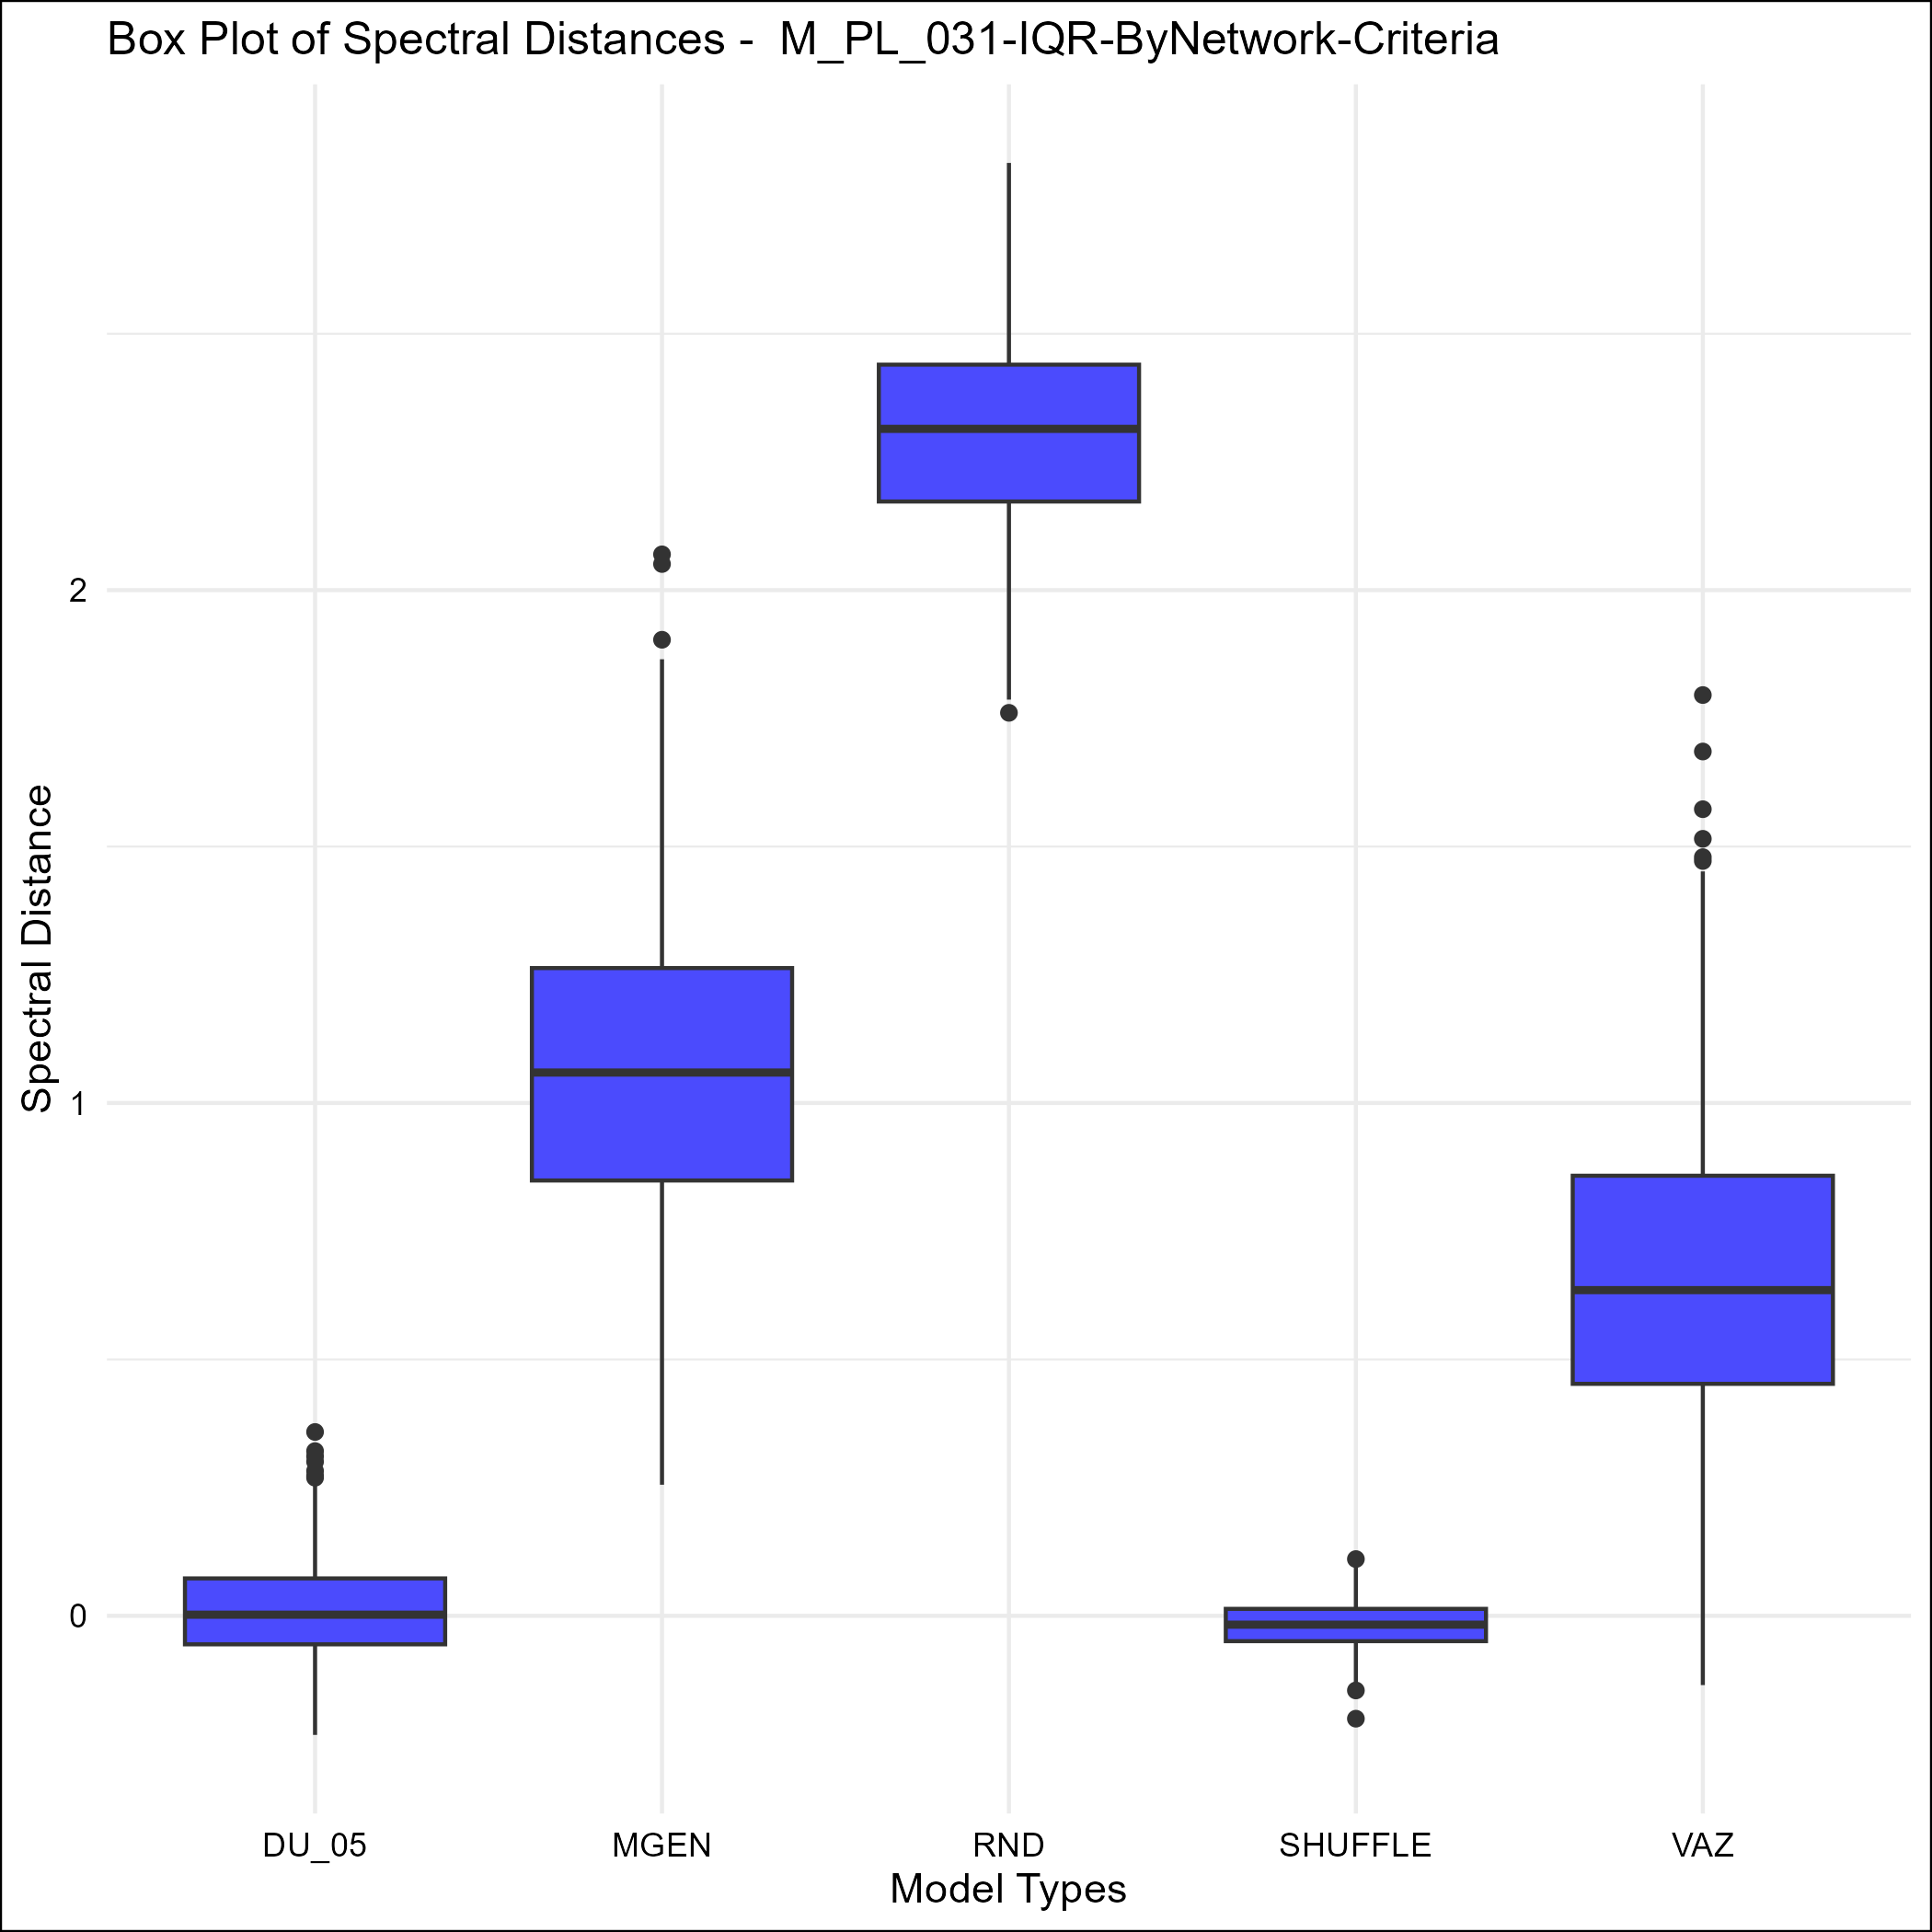 Box Plot of Spectral Distances -  M_PL_031-IQR-ByNetwork-Criteria
Spectral Distance
2
1
0
DU_05 MGEN RND SHUFFLE VAZ
Model Types